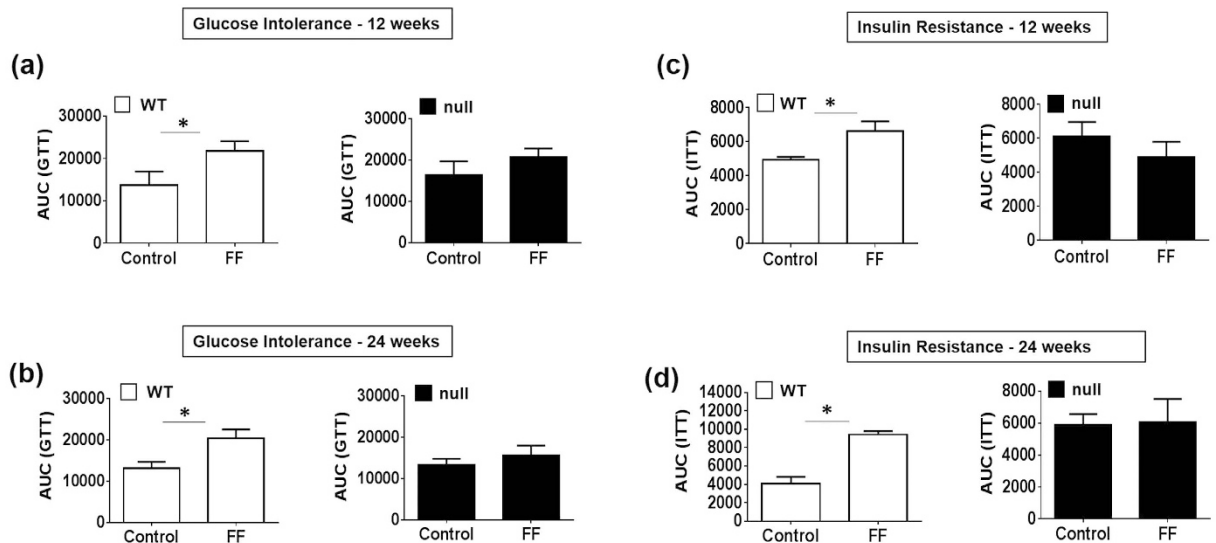 Glucose Intolerance - 12 weeks
(a)
WT
*
AUC (GTT)
30000
20000
10000
0
Control
FF
null
AUC (GTT)
30000
20000
10000
0
Control
FF
Insulin Resistance - 12 weeks
(c)
WT
*
AUC (ITT)
8000
6000
4000
2000
0
Control
FF
null
AUC (ITT)
8000
6000
4000
2000
0
Control
FF
Glucose Intolerance - 24 weeks
(b)
WT
*
AUC (GTT)
30000
20000
10000
0
Control
FF
null
AUC (GTT)
30000
20000
10000
0
Control
FF
Insulin Resistance - 24 weeks
(d)
WT
*
AUC (ITT)
14000
12000
10000
8000
6000
4000
2000
0
Control
FF
null
AUC (ITT)
8000
6000
4000
2000
0
Control
FF